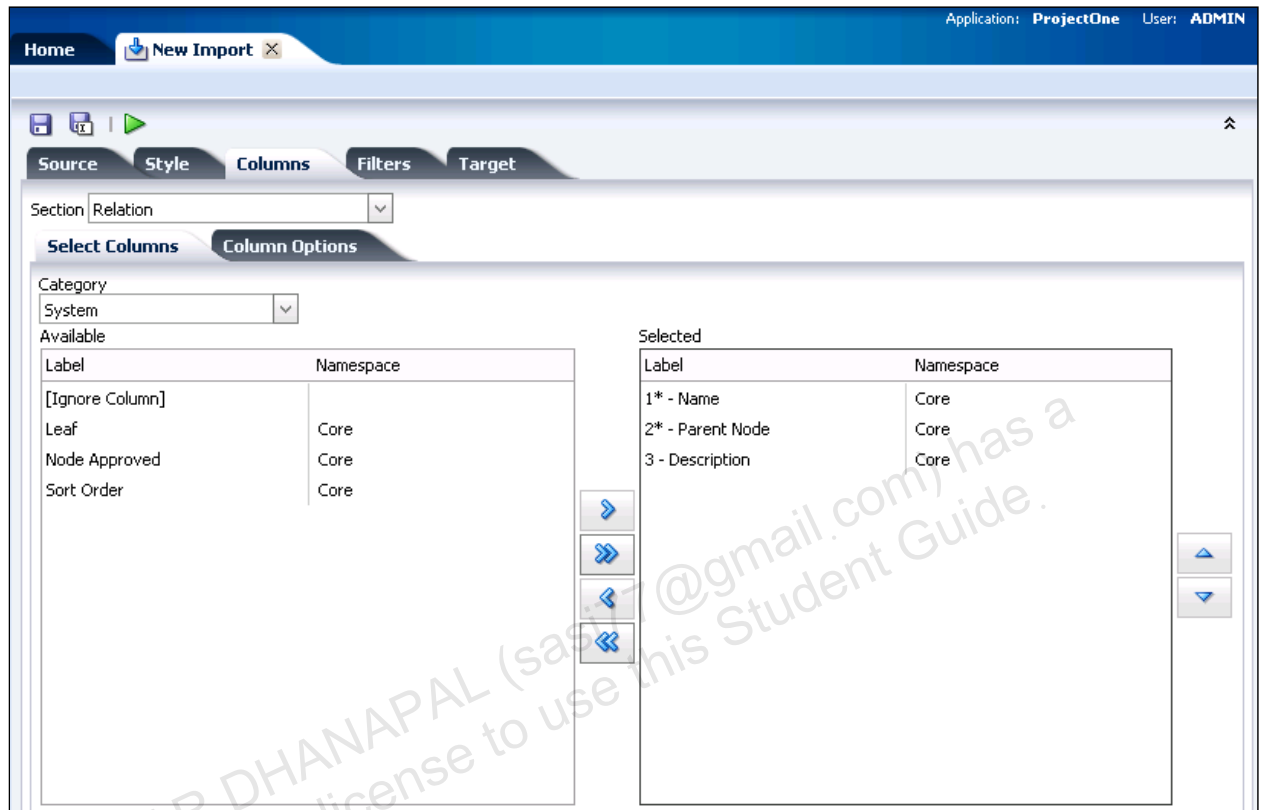 Application: ProjectOne User: ADMIN
Home New Import
Source Style Columns Filters Target
Section Relation
Select Columns Column Options
Category
System
Available Selected
Label Namespace Label Namespace
[Ignore Column] 1* - Name Core
Leaf Core 2* - Parent Node Core
Node Approved Core 3 - Description Core
Sort Order Core
DHANAPAL (sasi77@gmail.com) has a
license to use this Student Guide.